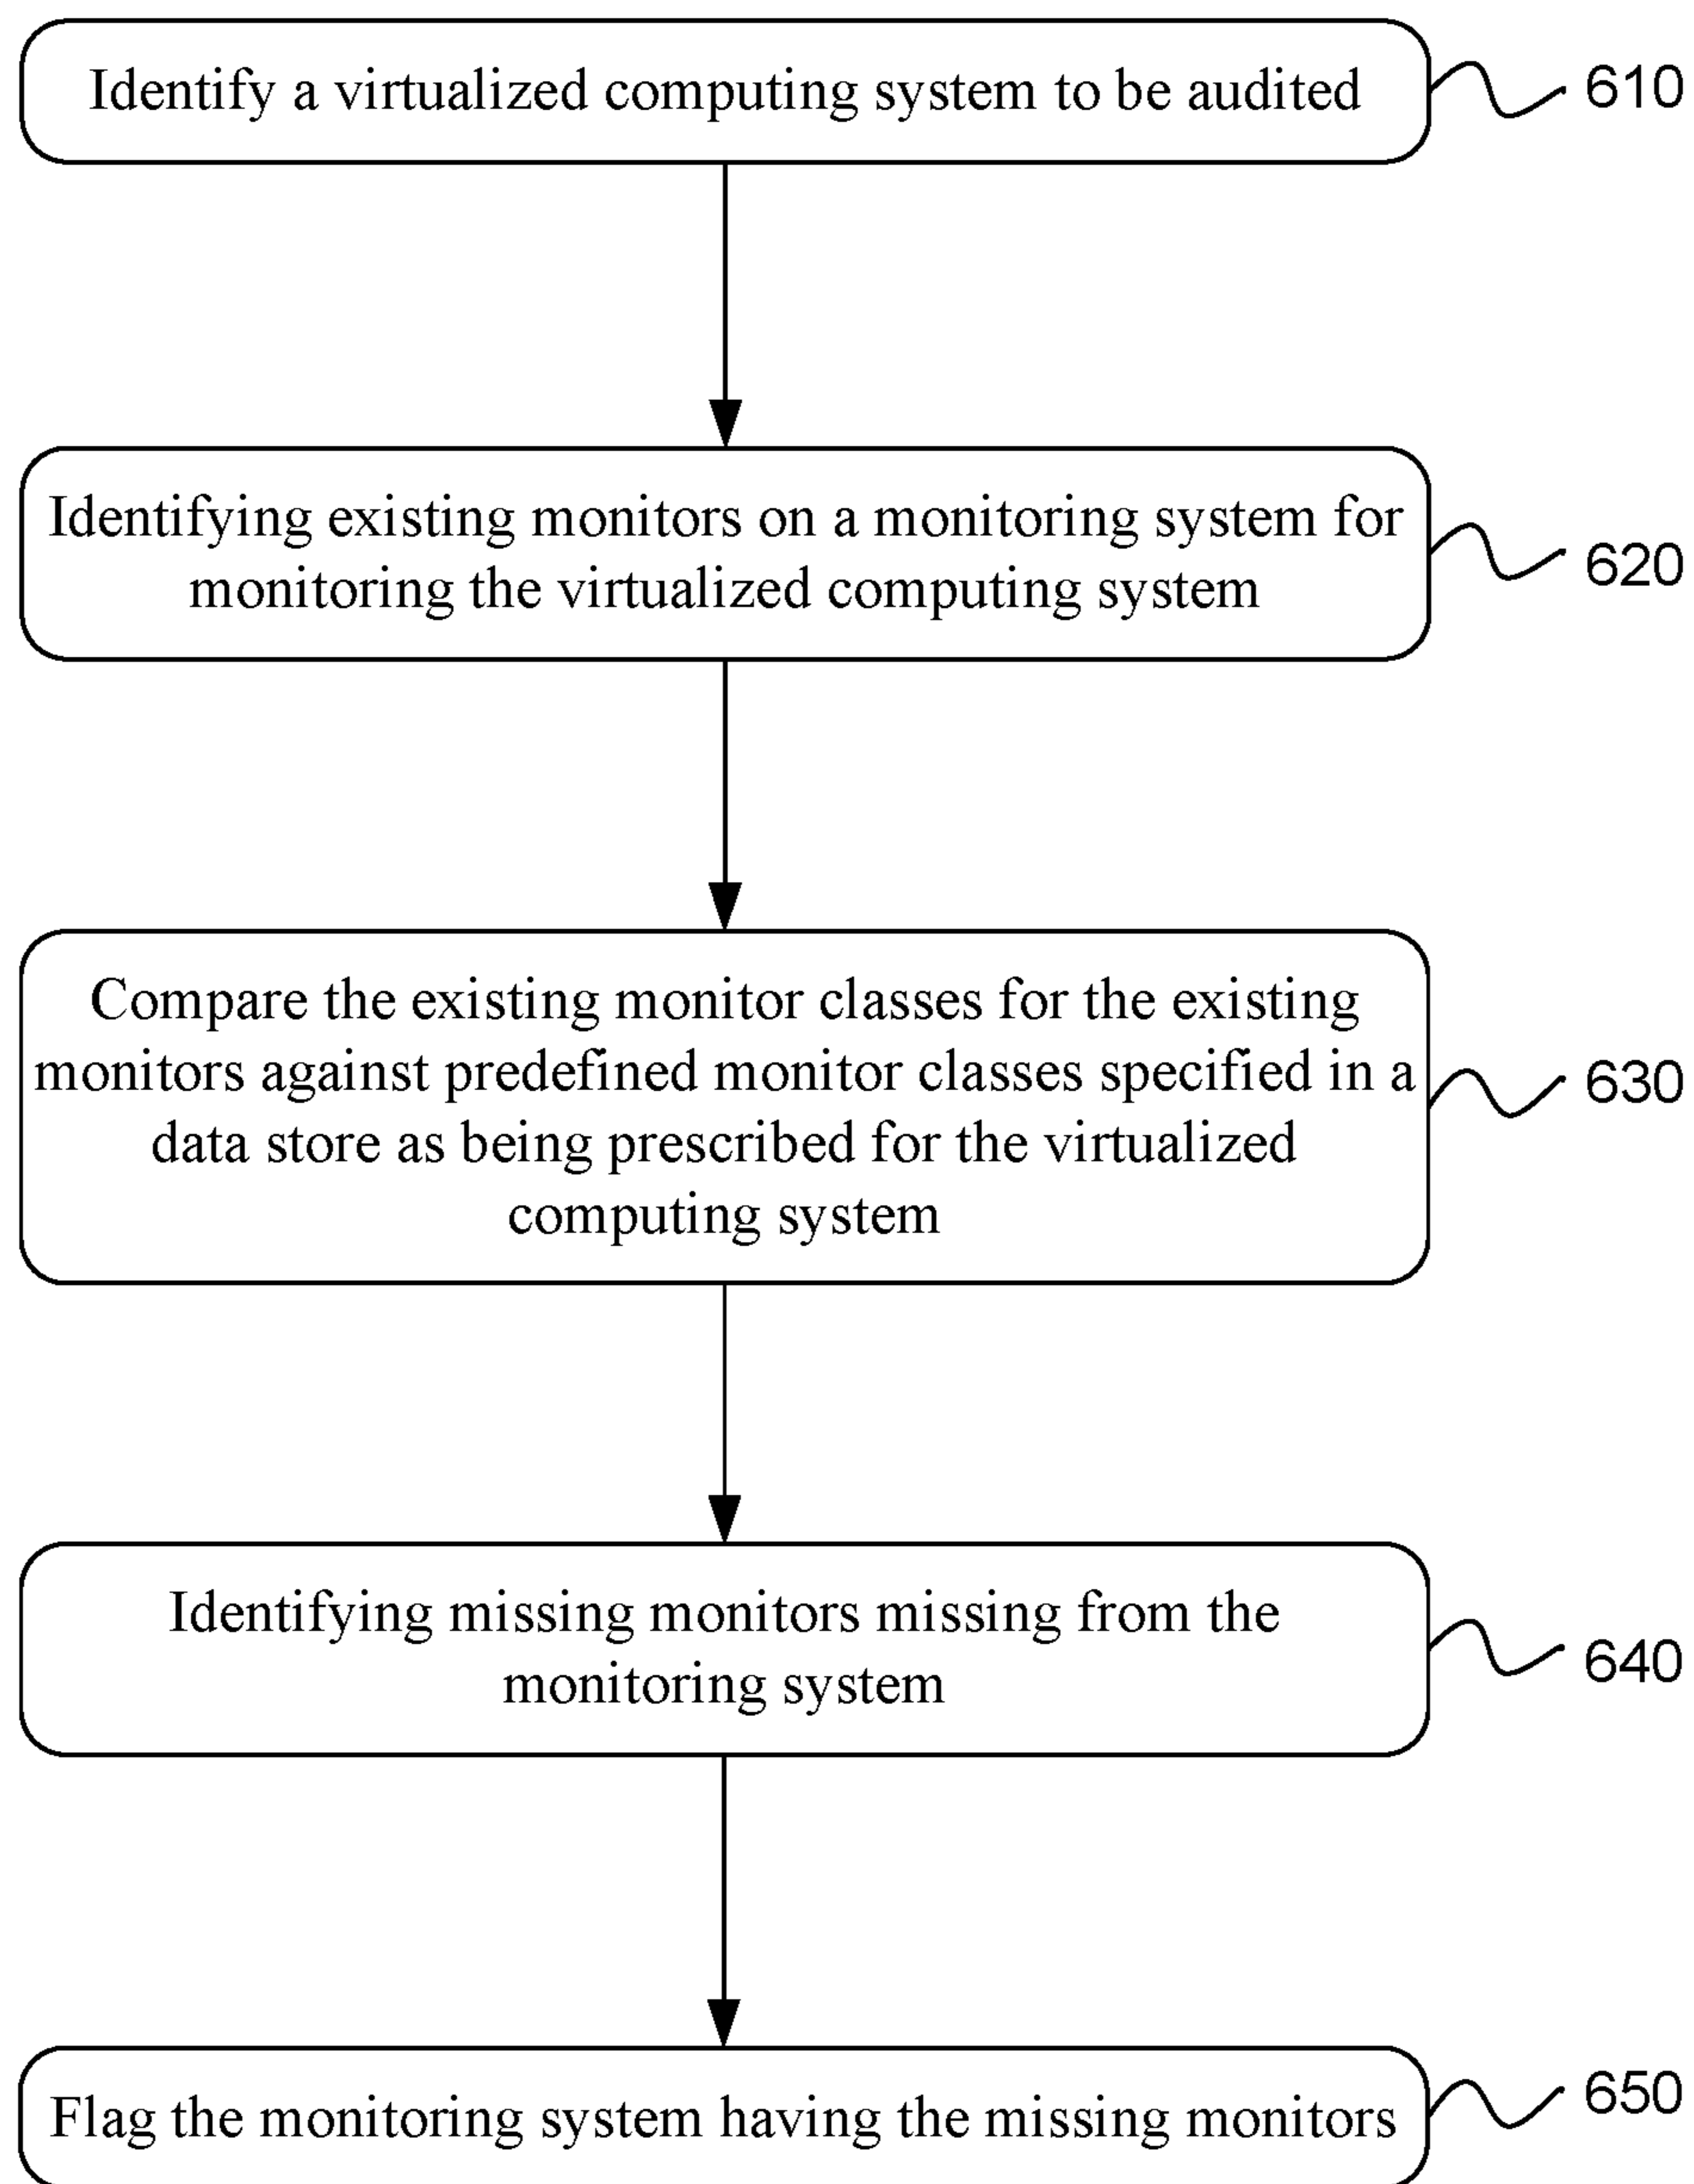 Identify a virtualized computing system to be audited
610
Identifying existing monitors on a monitoring system for
monitoring the virtualized computing system
620
Compare the existing monitor classes for the existing
monitors against predefined monitor classes specified in a
data store as being prescribed for the virtualized
computing system
630
Identifying missing monitors missing from the
monitoring system
640
Flag the monitoring system having the missing monitors
650